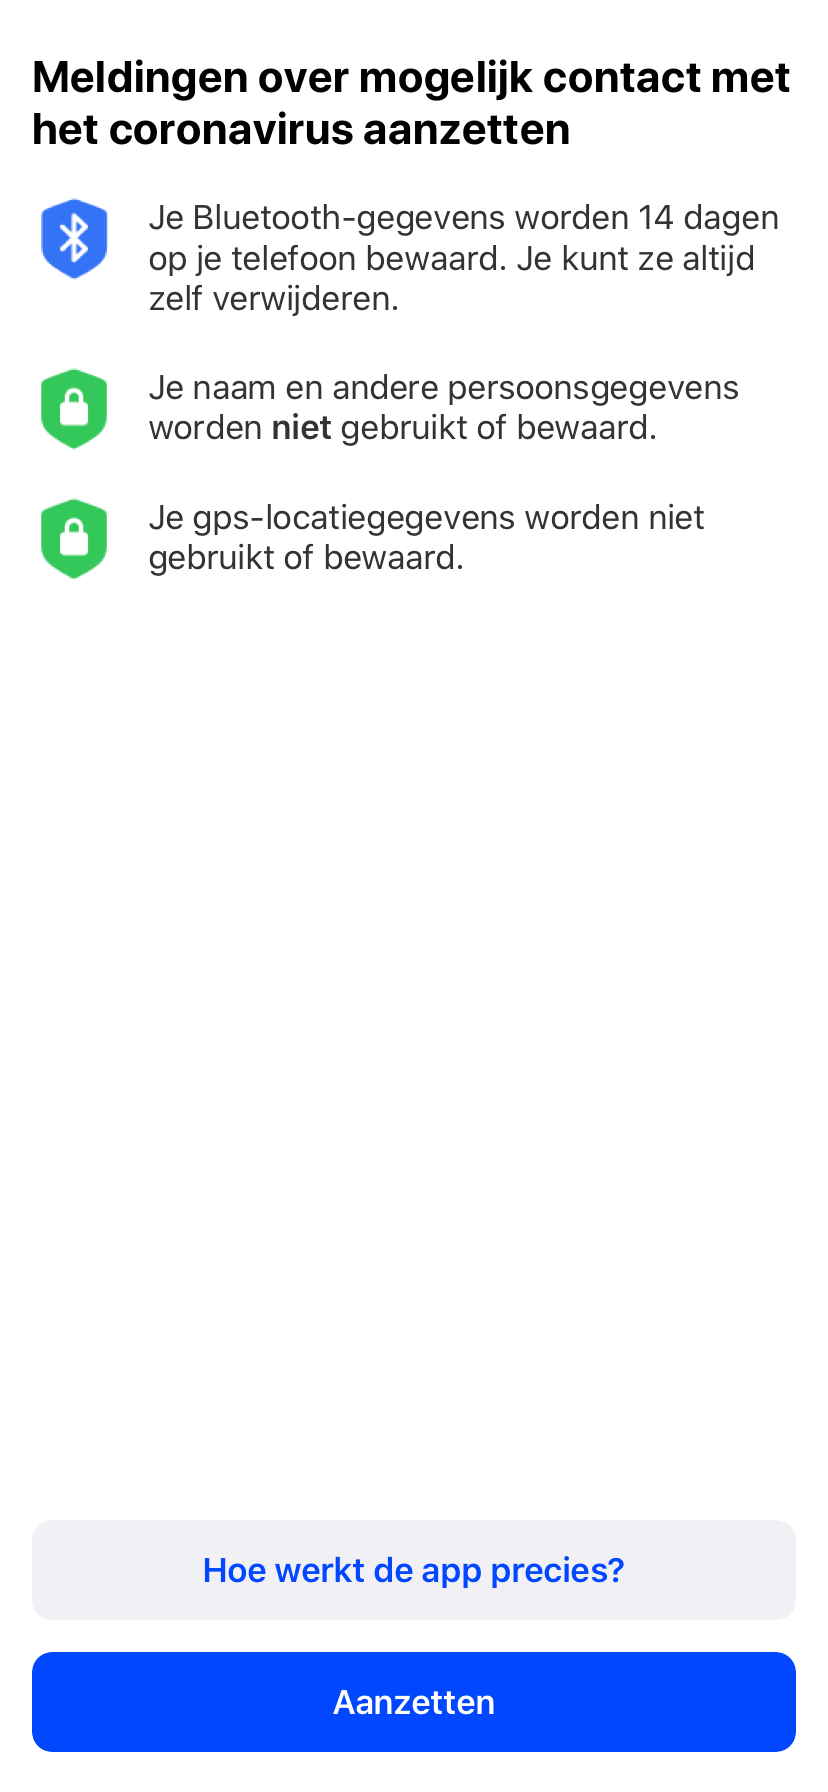 Meldingen over mogelijk contact met
het coronavirus aanzetten
Je Bluetooth-gegevens worden 14 dagen
op je telefoon bewaard. Je kunt ze altijd
zelf verwijderen.
Je naam en andere persoonsgegevens
worden niet gebruikt of bewaard.
Je gps-locatiegegevens worden niet
gebruikt of bewaard.
Hoe werkt de app precies?
Aanzetten